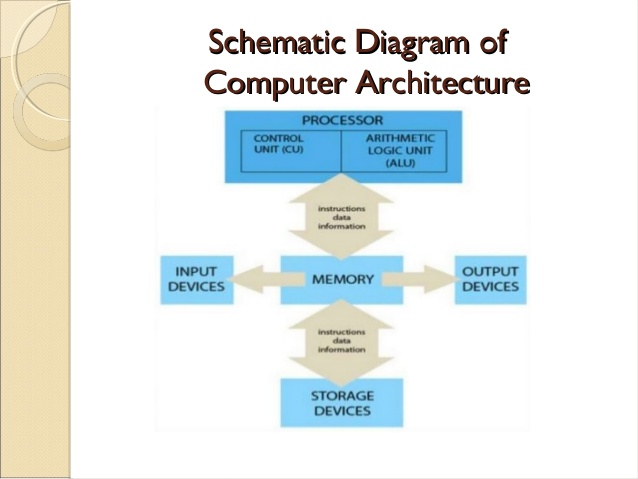 Schematic Diagram of
Computer Architecture
PROCESSOR
CONTROL
UNIT (CU)
ARITHMETIC
LOGIC UNIT
(ALU)
instructions
data
information
INPUT
DEVICES
MEMORY
OUTPUT
DEVICES
instructions
data
information
STORAGE
DEVICES